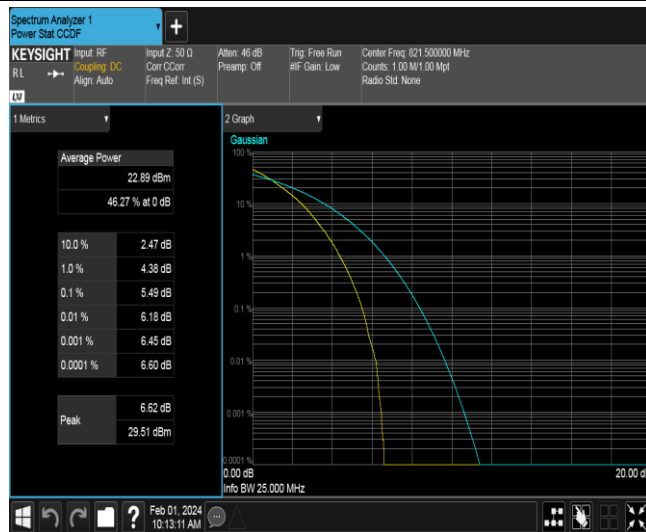 Spectrum Analyzer 1
Power Stat CCDF
+
KEYSIGHT
RL
LXI
Input: RF
Coupling: DC
Align: Auto
Input Z: 50 Ω
Corr CCorr
Freq Ref: Int (S)
Atten: 46 dB
Preamp: Off
Trig: Free Run
#IF Gain: Low
Center Freq: 821.500000 MHz
Counts: 1.00 M/1.00 Mpt
Radio Std: None
1 Metrics
Average Power
22.89 dBm
46.27 % at 0 dB
10.0 % 2.47 dB
1.0 % 4.38 dB
0.1 % 5.49 dB
0.01 % 6.18 dB
0.001 % 6.45 dB
0.0001 % 6.60 dB
Peak
6.62 dB
29.51 dBm
2 Graph
Gaussian
100 %
10 %
1 %
0.1 %
0.01 %
0.001 %
0.0001 %
0.00 dB
20.00 d
Info BW 25.000 MHz
?
Feb 01, 2024
10:13:11 AM